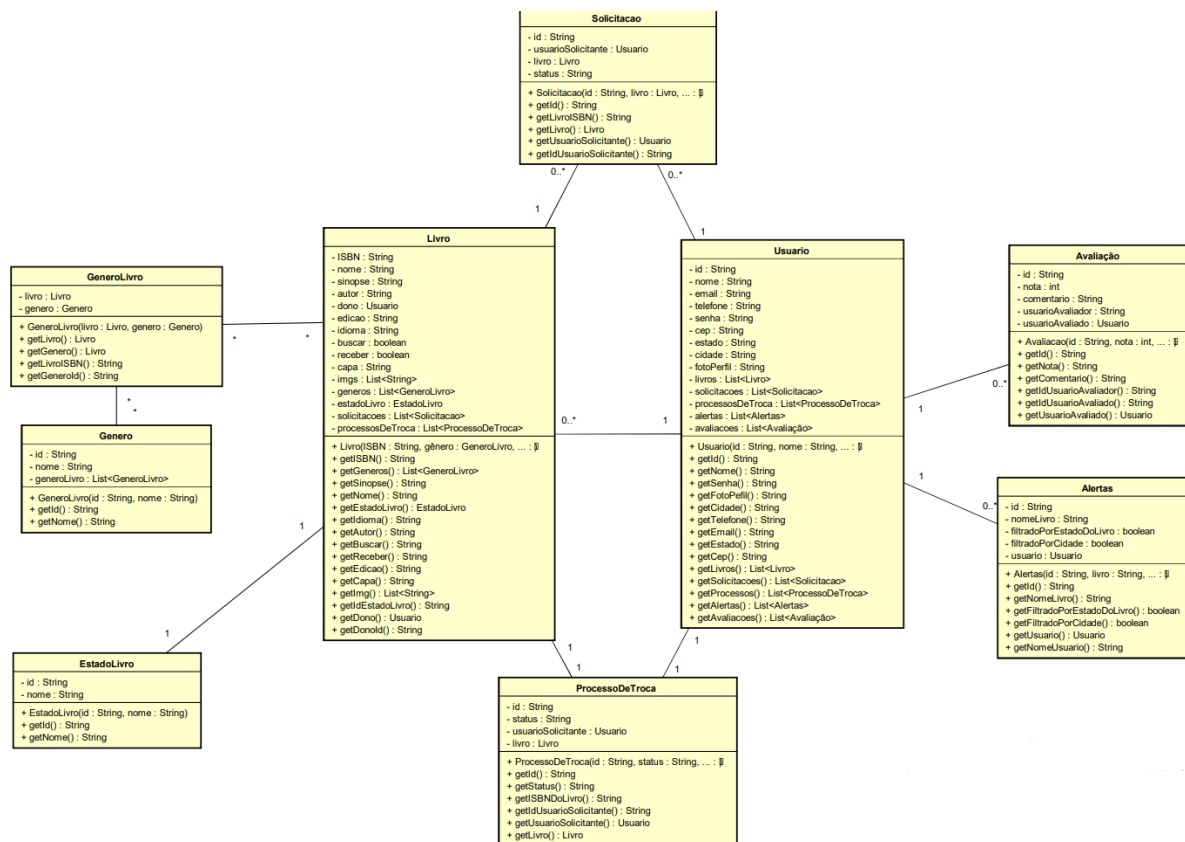 Solicitacao
- id : String
- usuarioSolicitante : Usuario
- livro : Livro
- status : String
+ Solicitacao(id : String, livro : Livro, ... : []
+ getId() : String
+ getLivroISBN() : String
+ getLivro() : Livro
+ getUsuarioSolicitante() : Usuario
+ getIdUsuarioSolicitante() : String
0..*
0..*
1
1
Livro
- ISBN : String
- nome : String
- sinopse : String
- autor : String
- dono : Usuario
- edicao : String
- idioma : String
- buscar : boolean
- receber : boolean
- capa : String
- imgs : List<String>
- generos : List<GeneroLivro>
- estadoLivro : EstadoLivro
- solicitacoes : List<Solicitacao>
- processosDeTroca : List<ProcessoDeTroca>
+ Livro(ISBN : String, gênero : GeneroLivro, ... : []
+ getISBN() : String
+ getGeneros() : List<GeneroLivro>
+ getSinopse() : String
+ getNome() : String
+ getEstadoLivro() : EstadoLivro
+ getIdioma() : String
+ getAutor() : String
+ getBuscar() : String
+ getReceber() : String
+ getEdicao() : String
+ getCapa() : String
+ getImg() : List<String>
+ getIdEstadoLivro() : String
+ getDono() : Usuario
+ getDonoId() : String
Usuario
- id : String
- nome : String
- email : String
- telefone : String
- senha : String
- cep : String
- estado : String
- cidade : String
- fotoPerfil : String
- livros : List<Livro>
- solicitacoes : List<Solicitacao>
- processosDeTroca : List<ProcessoDeTroca>
- alertas : List<Alertas>
- avaliacoes : List<Avaliação>
+ Usuario(id : String, nome : String, ... : []
+ getId() : String
+ getNome() : String
+ getSenha() : String
+ getFotoPefil() : String
+ getCidade() : String
+ getTelefone() : String
+ getEmail() : String
+ getEstado() : String
+ getCep() : String
+ getLivros() : List<Livro>
+ getSolicitacoes() : List<Solicitacao>
+ getProcessos() : List<ProcessoDeTroca>
+ getAlertas() : List<Alertas>
+ getAvaliacoes() : List<Avaliação>
Avaliação
- id : String
- nota : int
- comentario : String
- usuarioAvaliador : String
- usuarioAvaliado : Usuario
+ Avaliacao(id : String, nota : int, ... : []
+ getId() : String
+ getNota() : String
+ getComentario() : String
+ getIdUsuarioAvaliador() : String
+ getIdUsuarioAvaliado() : String
+ getUsuarioAvaliado() : Usuario
GeneroLivro
- livro : Livro
- genero : Genero
+ GeneroLivro(livro : Livro, genero : Genero)
+ getLivro() : Livro
+ getGenero() : Livro
+ getLivroISBN() : String
+ getGeneroId() : String
*
*
*
*
Genero
- id : String
- nome : String
- generoLivro : List<GeneroLivro>
+ GeneroLivro(id : String, nome : String)
+ getId() : String
+ getNome() : String
0..*
1
1
0..*
1
0..*
Alertas
- id : String
- nomeLivro : String
- filtradoPorEstadoDoLivro : boolean
- filtradoPorCidade : boolean
- usuario : Usuario
+ Alertas(id : String, livro : String, ... : []
+ getId() : String
+ getNomeLivro() : String
+ getFiltradoPorEstadoDoLivro() : boolean
+ getFiltradoPorCidade() : boolean
+ getUsuario() : Usuario
+ getNomeUsuario() : String
1
1
EstadoLivro
- id : String
- nome : String
+ EstadoLivro(id : String, nome : String)
+ getId() : String
+ getNome() : String
1
1
1
1
ProcessoDeTroca
- id : String
- status : String
- usuarioSolicitante : Usuario
- livro : Livro
+ ProcessoDeTroca(id : String, status : String, ... : []
+ getId() : String
+ getStatus() : String
+ getISBNDoLivro() : String
+ getIdUsuarioSolicitante() : String
+ getUsuarioSolicitante() : Usuario
+ getLivro() : Livro